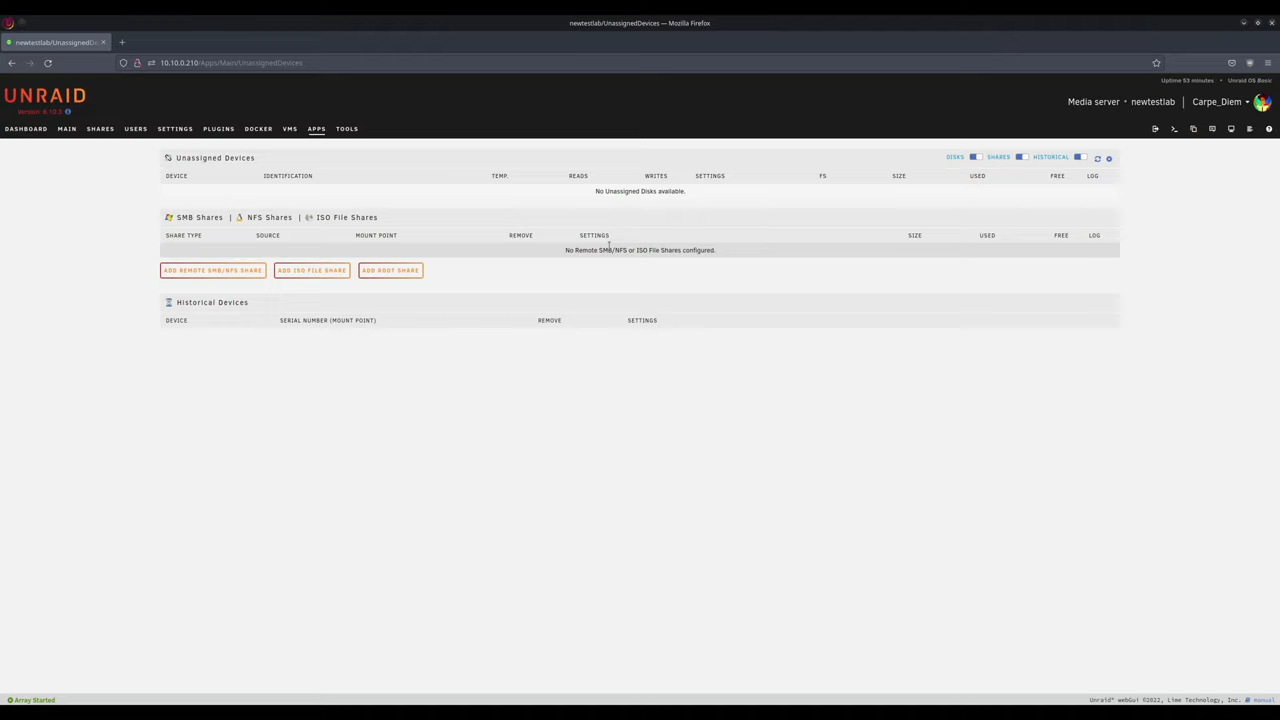 newtestlab/UnassignedDevices — Mozilla Firefox
newtestlab/UnassignedDe
10.10.0.210/Apps/Main/UnassignedDevices
Uptime 53 minutes • Unraid OS Basic
UNRAID
Version: 6.10.3
Media server • newtestlab | Carpe_Diem
DASHBOARD MAIN SHARES USERS SETTINGS PLUGINS DOCKER VMS APPS TOOLS
Unassigned Devices DISKS SHARES HISTORICAL
DEVICE IDENTIFICATION TEMP. READS WRITES SETTINGS FS SIZE USED FREE LOG
No Unassigned Disks available.
SMB Shares | NFS Shares | ISO File Shares
SHARE TYPE SOURCE MOUNT POINT REMOVE SETTINGS SIZE USED FREE LOG
No Remote SMB/NFS or ISO File Shares configured.
ADD REMOTE SMB/NFS SHARE ADD ISO FILE SHARE ADD ROOT SHARE
Historical Devices
DEVICE SERIAL NUMBER (MOUNT POINT) REMOVE SETTINGS
Array Started Unraid® webGui ©2022, Lime Technology, Inc. manual